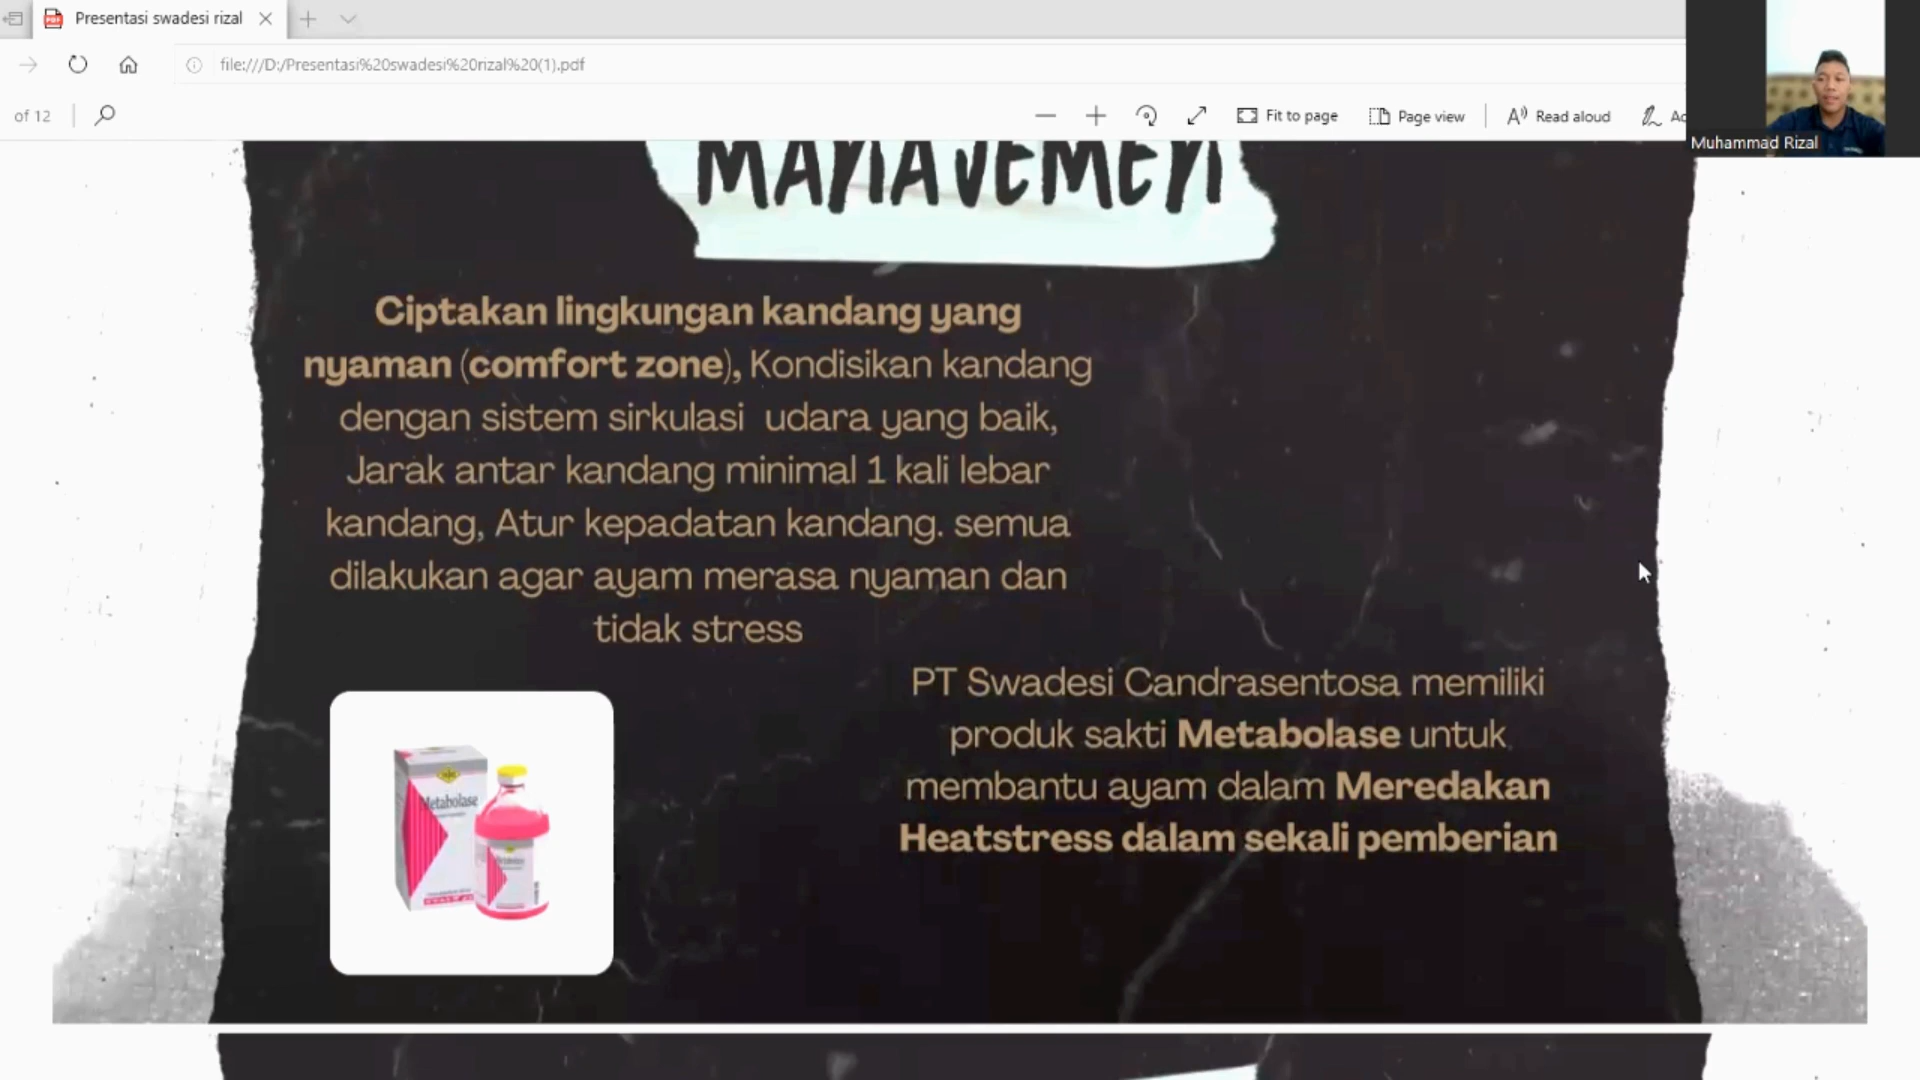 Presentasi swadesi rizal
file:///D:/Presentasi%20swadesi%20rizal%20(1).pdf
of 12
Fit to page
Page view
Read aloud
Muhammad Rizal
MANAJEMEN
Ciptakan lingkungan kandang yang
nyaman (comfort zone), Kondisikan kandang
dengan sistem sirkulasi udara yang baik,
Jarak antar kandang minimal 1 kali lebar
kandang, Atur kepadatan kandang. semua
dilakukan agar ayam merasa nyaman dan
tidak stress
Metabolase
PT Swadesi Candrasentosa memiliki
produk sakti Metabolase untuk
membantu ayam dalam Meredakan
Heatstress dalam sekali pemberian